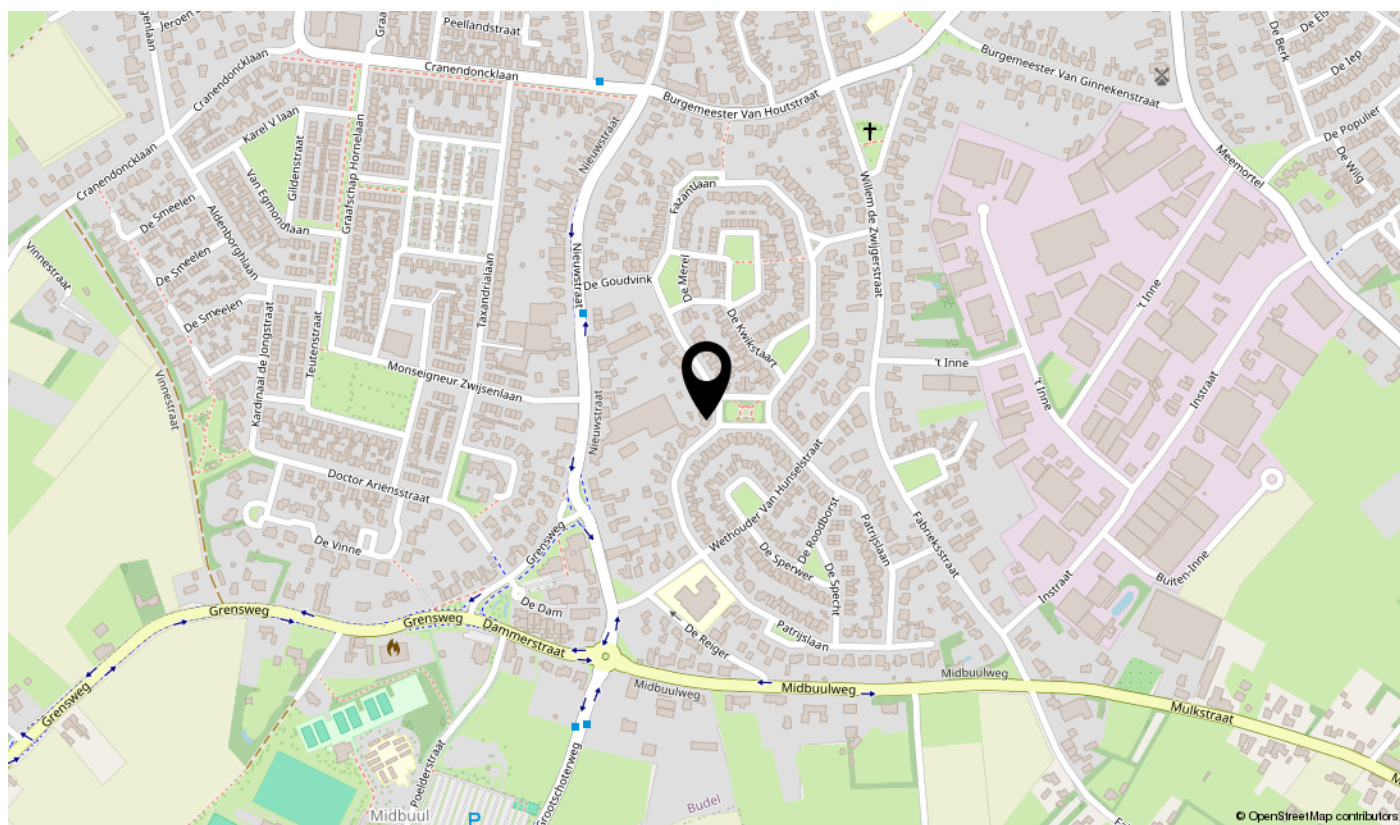 Jeroen B
Peellandstraat
Graa
Cranendoncklaan
Cranendoncklaan
Burgemeester Van Houtstraat
Burgemeester Van Ginnekenstraat
De Berk
De Iep
De Populier
De Wilg
Meemortel
Karel V laan
Gildenstraat
Graafschap Hornelaan
Nieuwstraat
Fazantlaan
Willem de Zwijgerstraat
Cranendoncklaan
De Smeelen
Van Egmondlaan
Aldenborghlaan
De Smeelen
Vinnestraat
De Smeelen
Taxandrialaan
Nieuwstraat
De Goudvink
De Merel
De Kwikstaart
't Inne
't Inne
't Inne
Instraat
Teutenstraat
Kardinaal de Jongstraat
Monseigneur Zwijsenlaan
Vinnestraat
Nieuwstraat
Doctor Ariënsstraat
Wethouder Van Hunselstraat
De Roodborst
Patrijslaan
Fabrieksstraat
De Vinne
Grensweg
De Sperwer
De Specht
Buiten-Inne
Instraat
Grensweg
Grensweg
De Dam
Dammerstraat
De Reiger
Patrijslaan
Grensweg
Midbuulweg
Midbuulweg
Midbuulweg
Mulkstraat
Poelderstraat
Grootschoterweg
Midbuul
P
Budel
© OpenStreetMap contributors